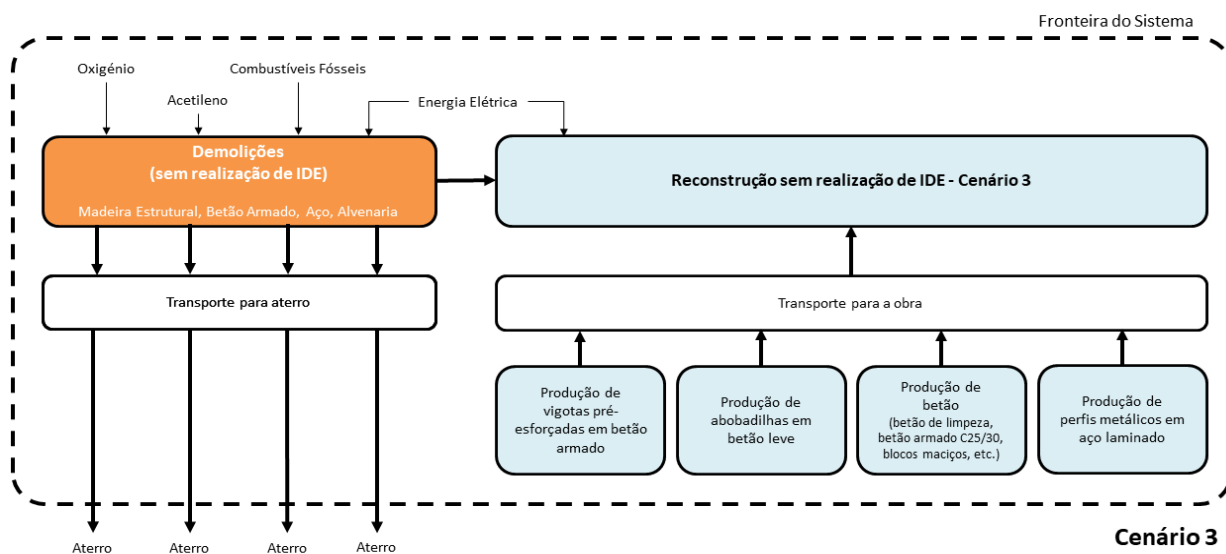 Fronteira do Sistema
Oxigénio
Combustíveis Fósseis
Acetileno
Energia Elétrica
Demolições
(sem realização de IDE)
Madeira Estrutural, Betão Armado, Aço, Alvenaria
Reconstrução sem realização de IDE - Cenário 3
Transporte para aterro
Transporte para a obra
Produção de
vigotas pré-
esforçadas em betão
armado
Produção de
abobadilhas em
betão leve
Produção de
betão
(betão de limpeza,
betão armado C25/30,
blocos maciços, etc.)
Produção de
perfis metálicos em
aço laminado
Aterro
Aterro
Aterro
Aterro
Cenário 3